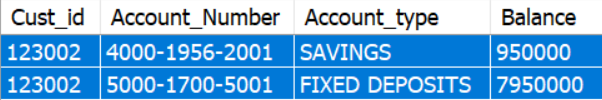 Cust_id Account_Number Account_type Balance
123002 4000-1956-2001 SAVINGS 950000
123002 5000-1700-5001 FIXED DEPOSITS 7950000